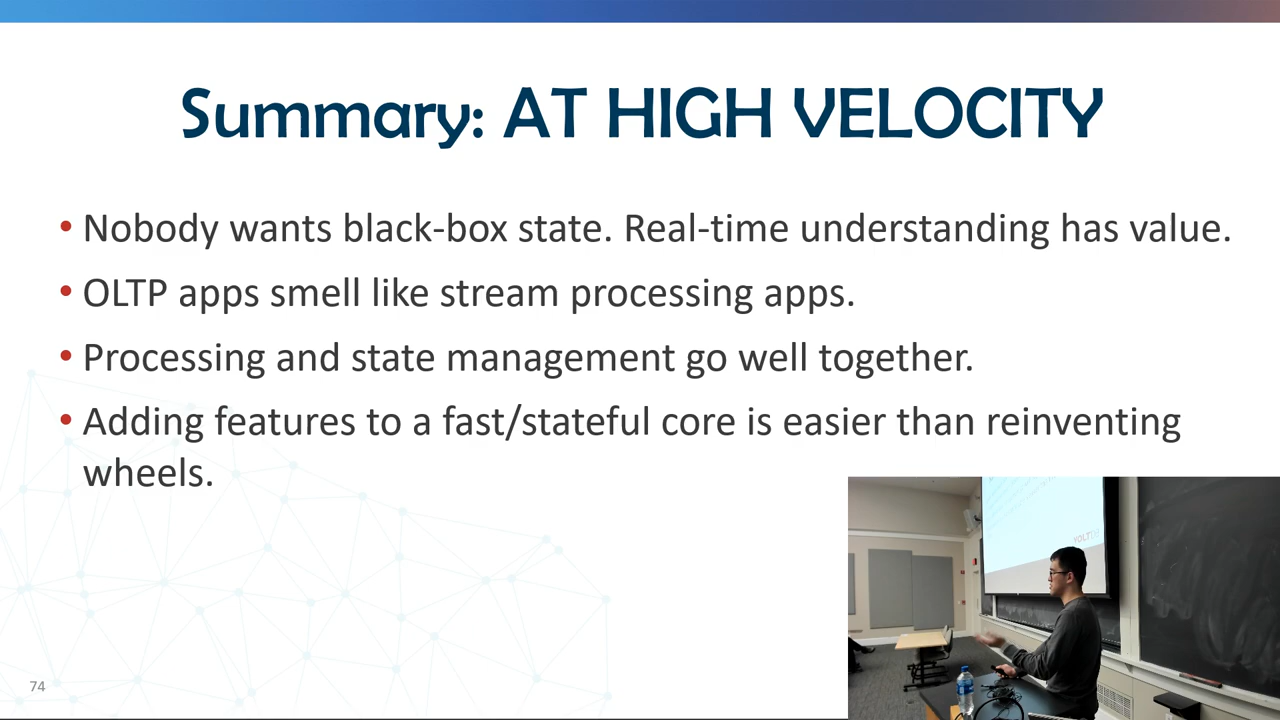 Summary: AT HIGH VELOCITY
• Nobody wants black-box state. Real-time understanding has value.
• OLTP apps smell like stream processing apps.
• Processing and state management go well together.
• Adding features to a fast/stateful core is easier than reinventing
wheels.
74